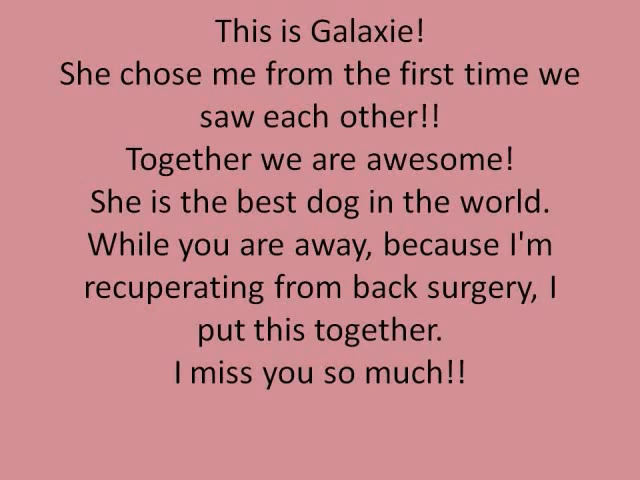 This is Galaxie!
She chose me from the first time we
saw each other!!
Together we are awesome!
She is the best dog in the world.
While you are away, because I'm
recuperating from back surgery, I
put this together.
I miss you so much!!